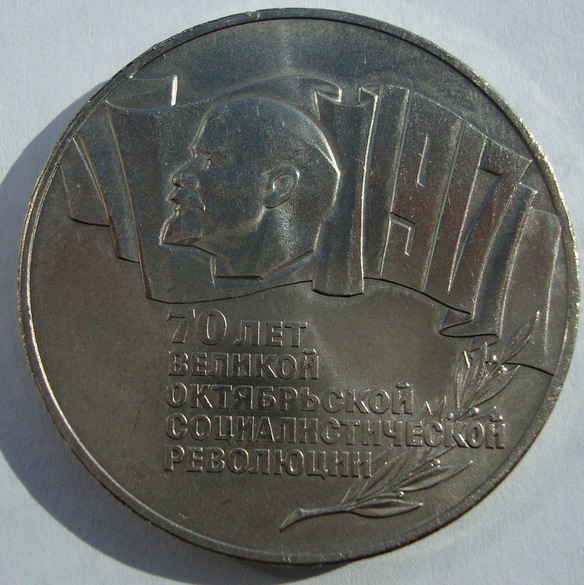 1917
70 ЛЕТ
ВЕЛИКОЙ
ОКТЯБРЬСКОЙ
СОЦИАЛИСТИЧЕСКОЙ
РЕВОЛЮЦИИ